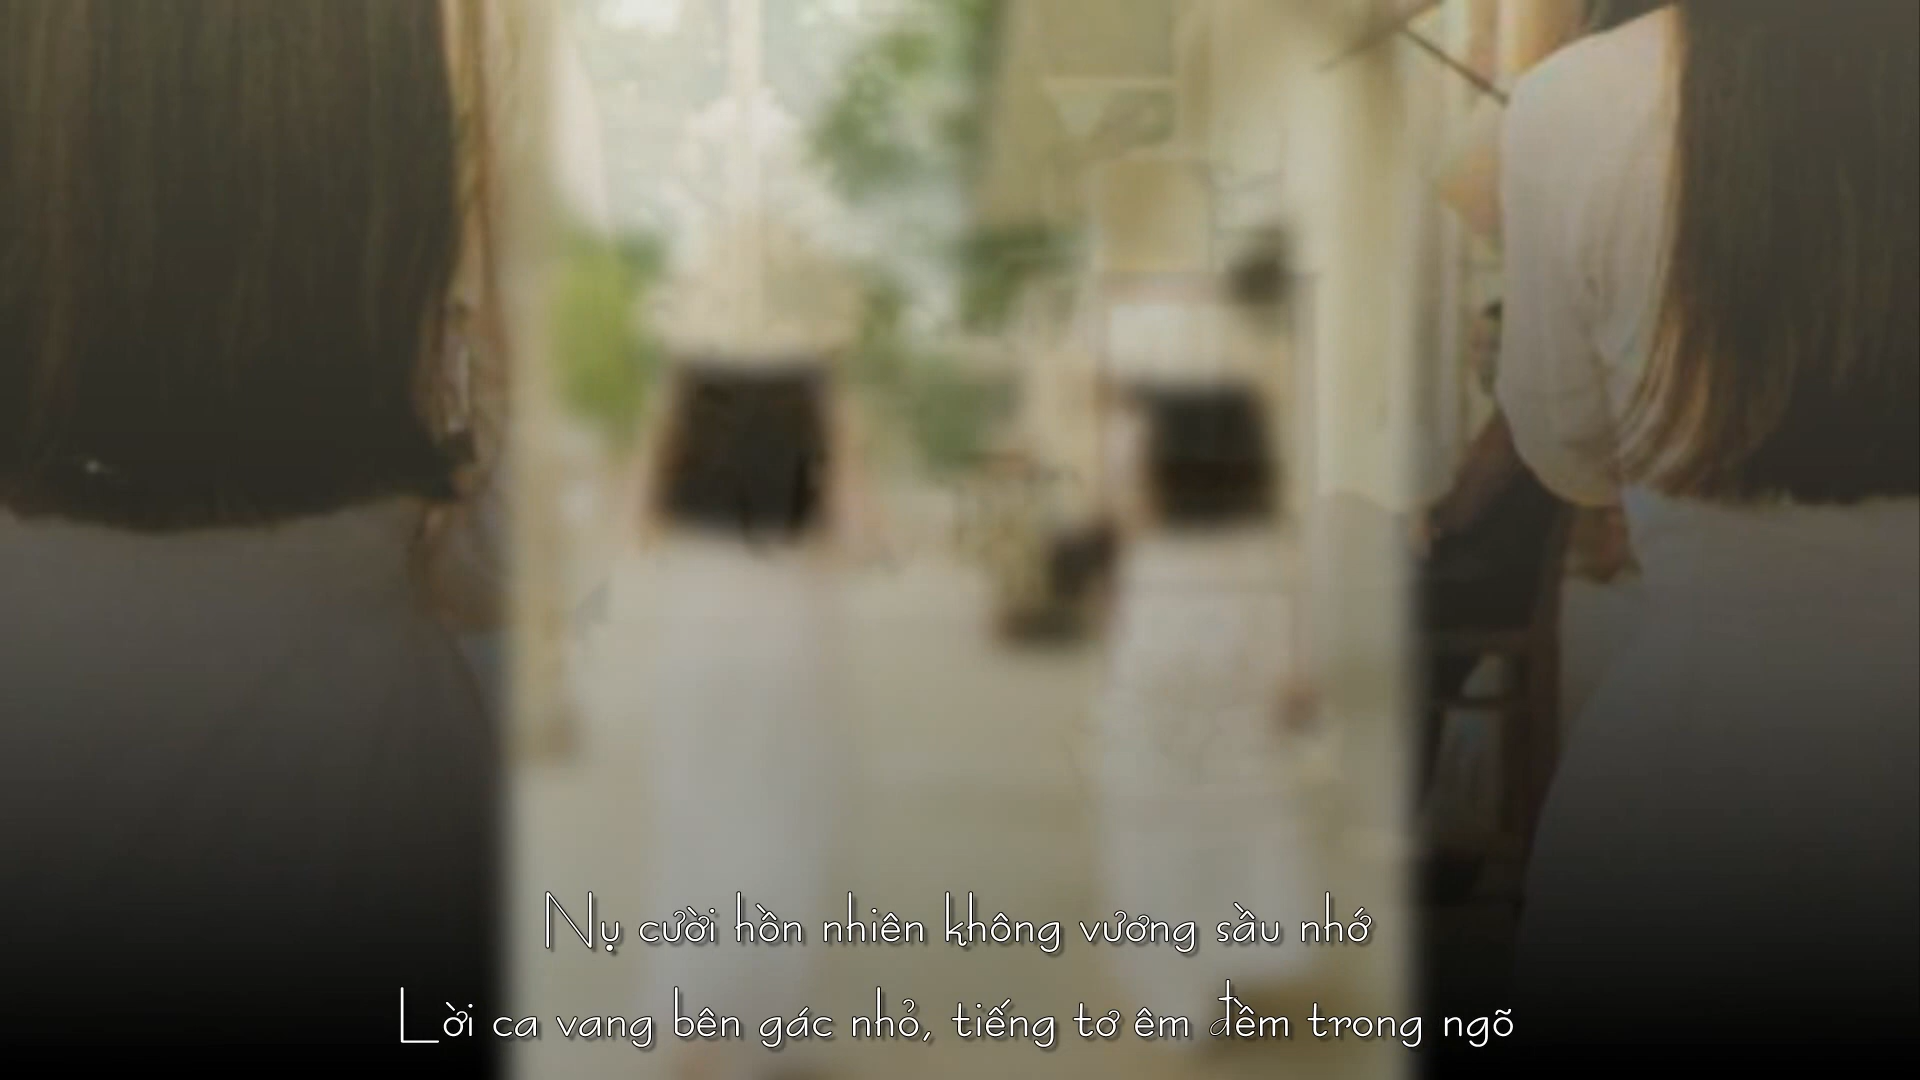 Nụ cười hồn nhiên không vương sầu nhớ
Lời ca vang bên gác nhỏ, tiếng tơ êm đềm trong ngõ